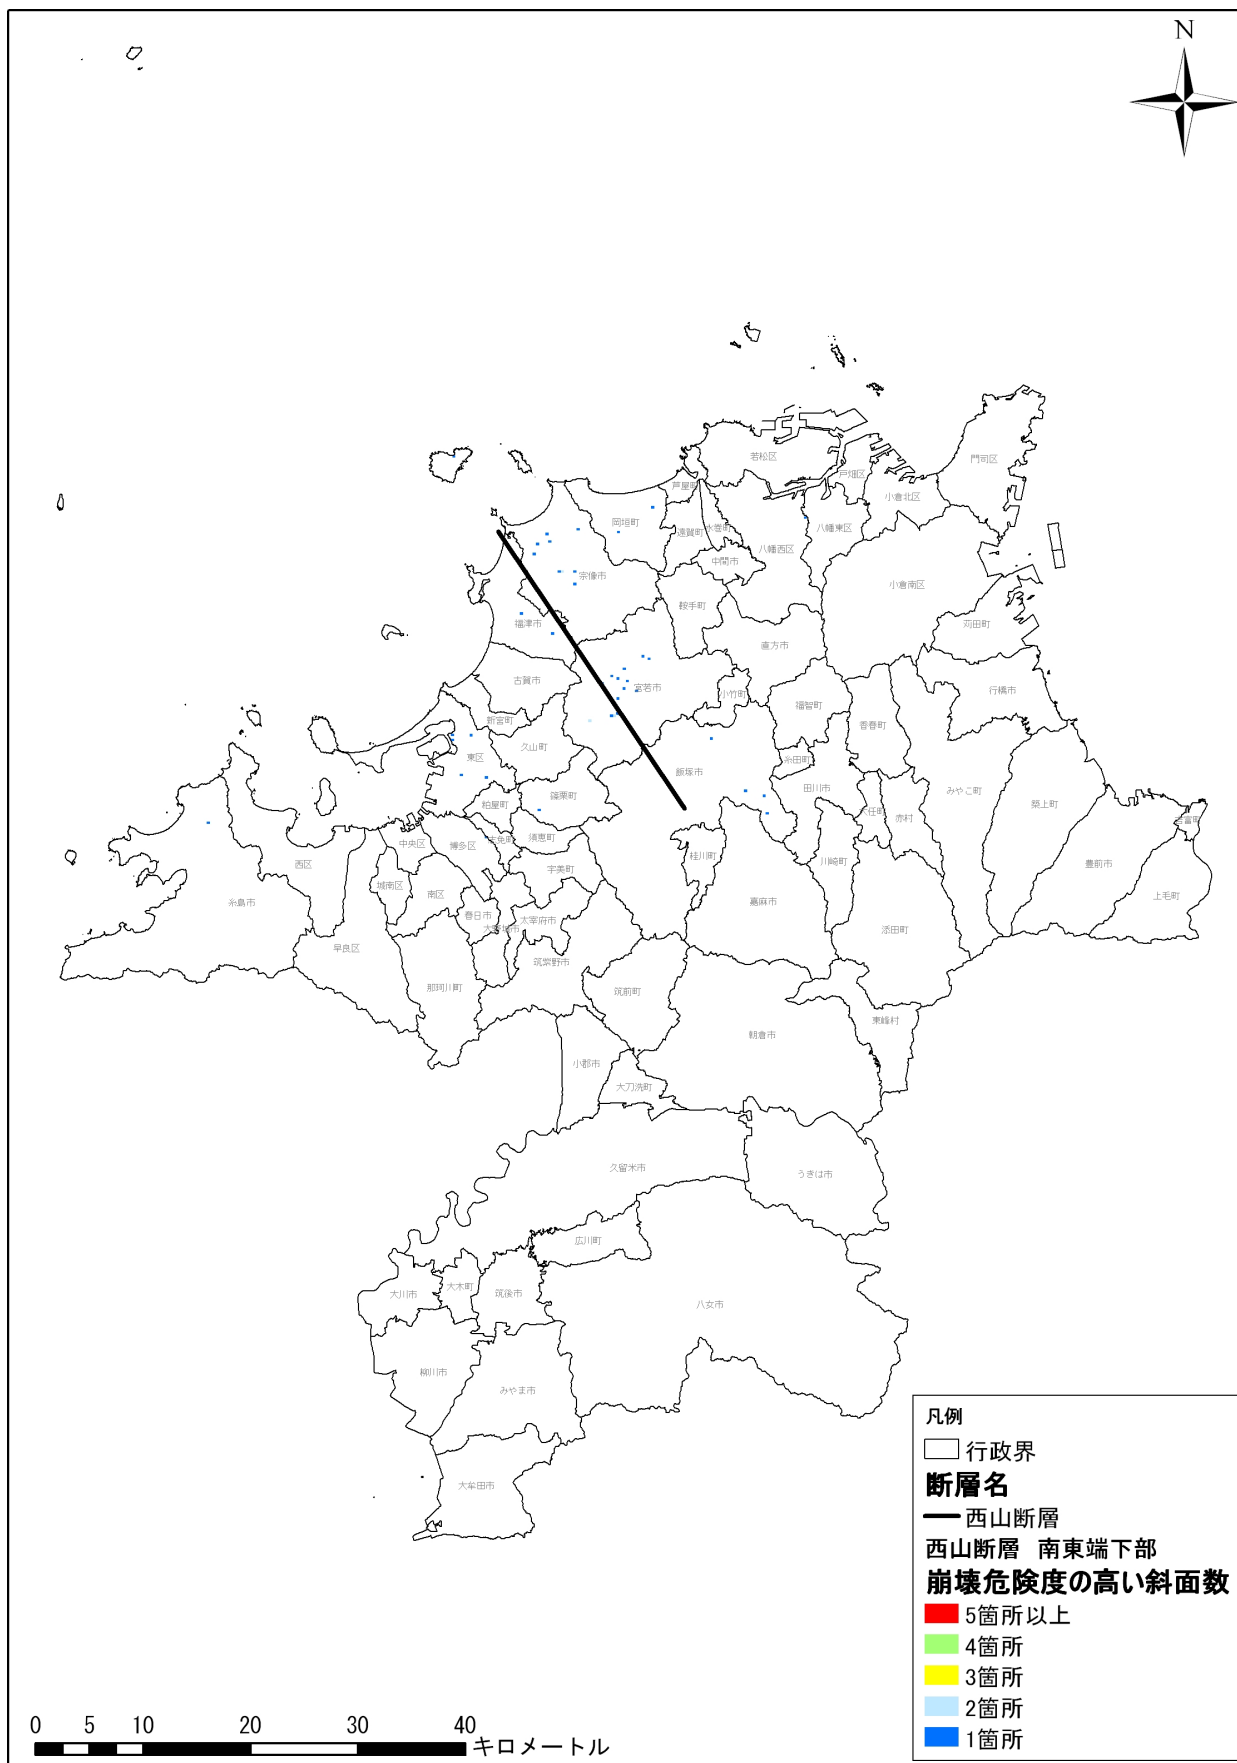 N
若松区
門司区
戸畑区
芦屋町
小倉北区
岡垣町
遠賀町
水巻町
八幡東区
八幡西区
中間市
宗像市
小倉南区
鞍手町
福津市
苅田町
直方市
古賀市
宮若市
小竹町
行橋市
福智町
新宮町
香春町
久山町
東区
糸田町
飯塚市
田川市
みやこ町
粕屋町
篠栗町
大任町
赤村
築上町
吉富町
中央区
博多区
志免町
須恵町
桂川町
川崎町
西区
宇美町
豊前市
城南区
南区
上毛町
糸島市
春日市
嘉麻市
太宰府市
大野城市
添田町
早良区
筑紫野市
那珂川町
筑前町
東峰村
朝倉市
小郡市
大刀洗町
久留米市
うきは市
広川町
大川市
大木町
筑後市
八女市
柳川市
みやま市
大牟田市
凡例
行政界
断層名
西山断層
西山断層 南東端下部
崩壊危険度の高い斜面数
5箇所以上
4箇所
3箇所
2箇所
1箇所
0 5 10 20 30 40
キロメートル